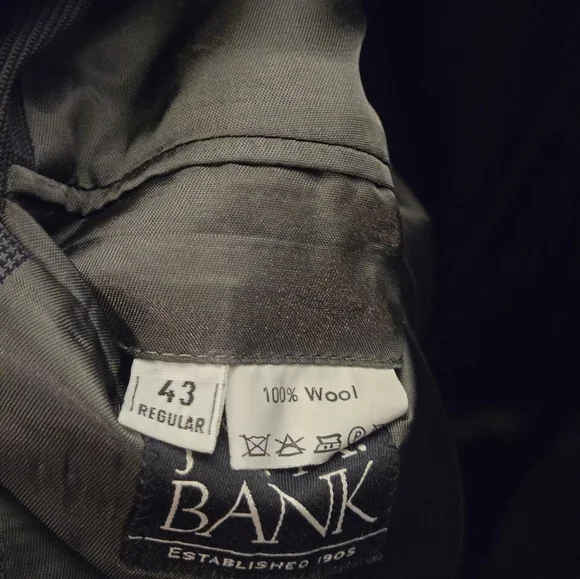 43
REGULAR
100% Wool
P
BANK
ESTABLISHED 1905